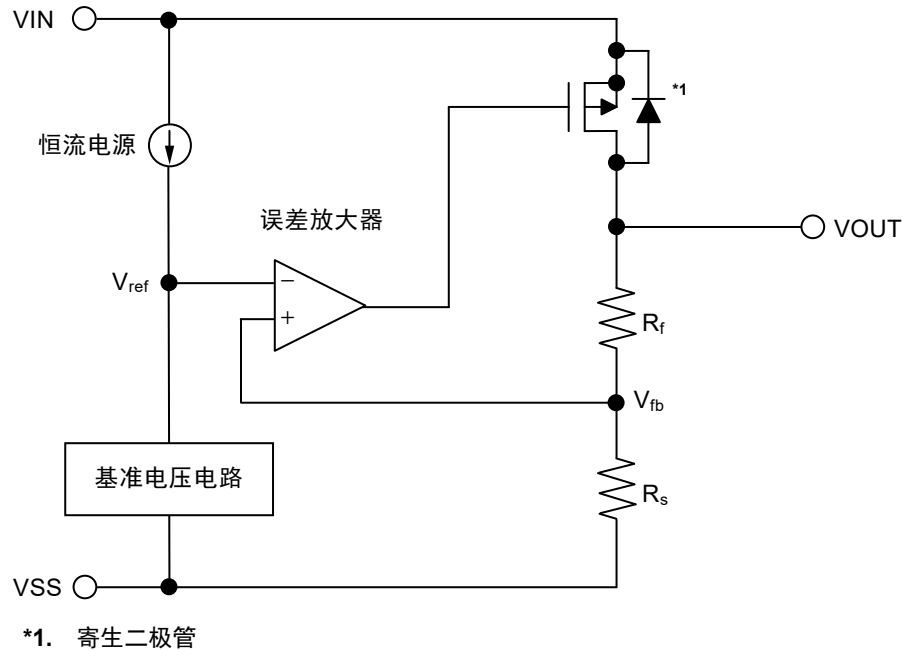 VIN
*1
恒流电源
误差放大器
VOUT
Vref
−
+
Rf
Vfb
基准电压电路
Rs
VSS
*1. 寄生二极管